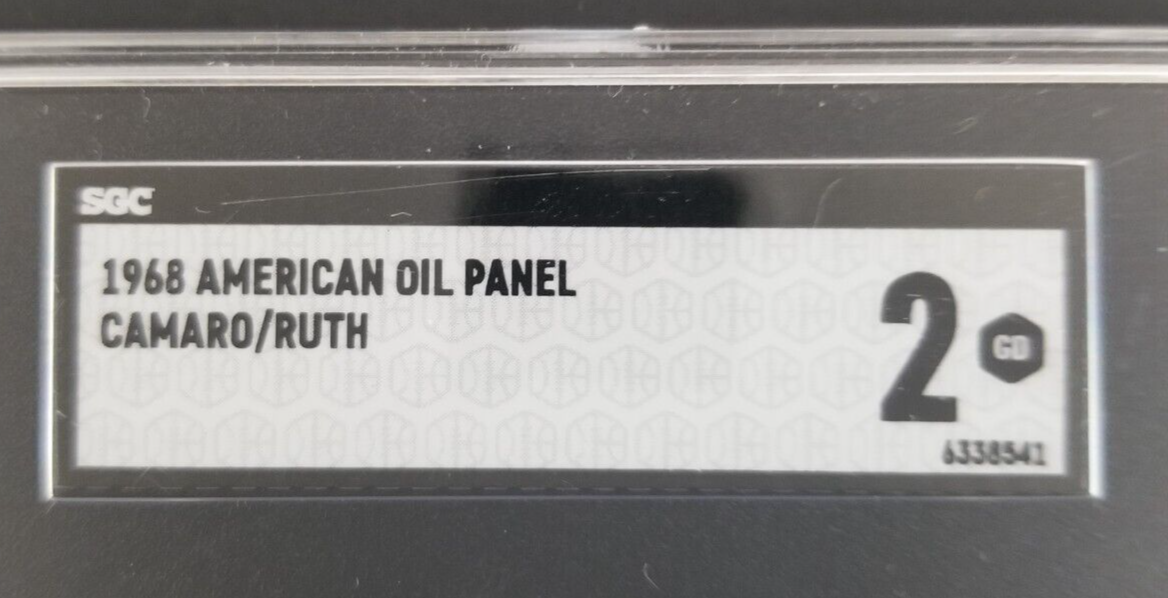 SGC
1968 AMERICAN OIL PANEL
CAMARO/RUTH
2
GD
6338541